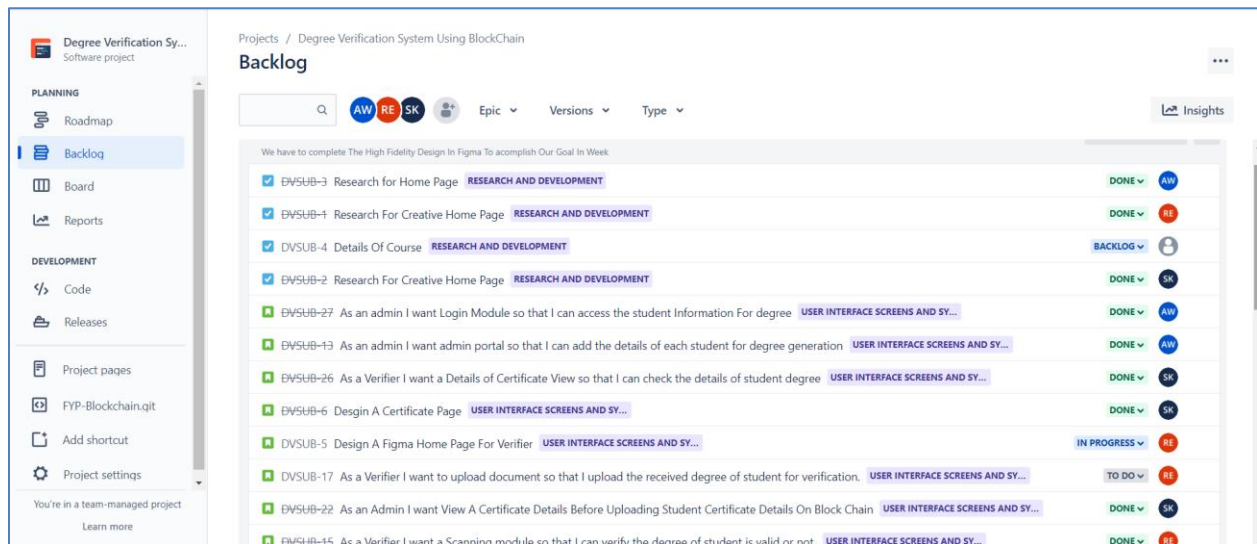 Degree Verification Sy...
Software project
PLANNING
Roadmap
Backlog
Board
Reports
DEVELOPMENT
Code
Releases
Project pages
FYP-Blockchain.git
Add shortcut
Project settings
You're in a team-managed project
Learn more
Projects / Degree Verification System Using BlockChain
Backlog
AW RE SK Epic Versions Type Insights
We have to complete The High Fidelity Design In Figma To acomplish Our Goal In Week
DVSUB-3 Research for Home Page RESEARCH AND DEVELOPMENT DONE AW
DVSUB-1 Research For Creative Home Page RESEARCH AND DEVELOPMENT DONE RE
DVSUB-4 Details Of Course RESEARCH AND DEVELOPMENT BACKLOG
DVSUB-2 Research For Creative Home Page RESEARCH AND DEVELOPMENT DONE SK
DVSUB-27 As an admin I want Login Module so that I can access the student Information For degree USER INTERFACE SCREENS AND SY... DONE AW
DVSUB-13 As an admin I want admin portal so that I can add the details of each student for degree generation USER INTERFACE SCREENS AND SY... DONE AW
DVSUB-26 As a Verifier I want a Details of Certificate View so that I can check the details of student degree USER INTERFACE SCREENS AND SY... DONE SK
DVSUB-6 Desgin A Certificate Page USER INTERFACE SCREENS AND SY... DONE SK
DVSUB-5 Design A Figma Home Page For Verifier USER INTERFACE SCREENS AND SY... IN PROGRESS RE
DVSUB-17 As a Verifier I want to upload document so that I upload the received degree of student for verification. USER INTERFACE SCREENS AND SY... TO DO RE
DVSUB-22 As an Admin I want View A Certificate Details Before Uploading Student Certificate Details On Block Chain USER INTERFACE SCREENS AND SY... DONE SK
DVSUB-15 As a Verifier I want a Scanning module so that I can verify the degree of student is valid or not USER INTERFACE SCREENS AND SY... DONE RE